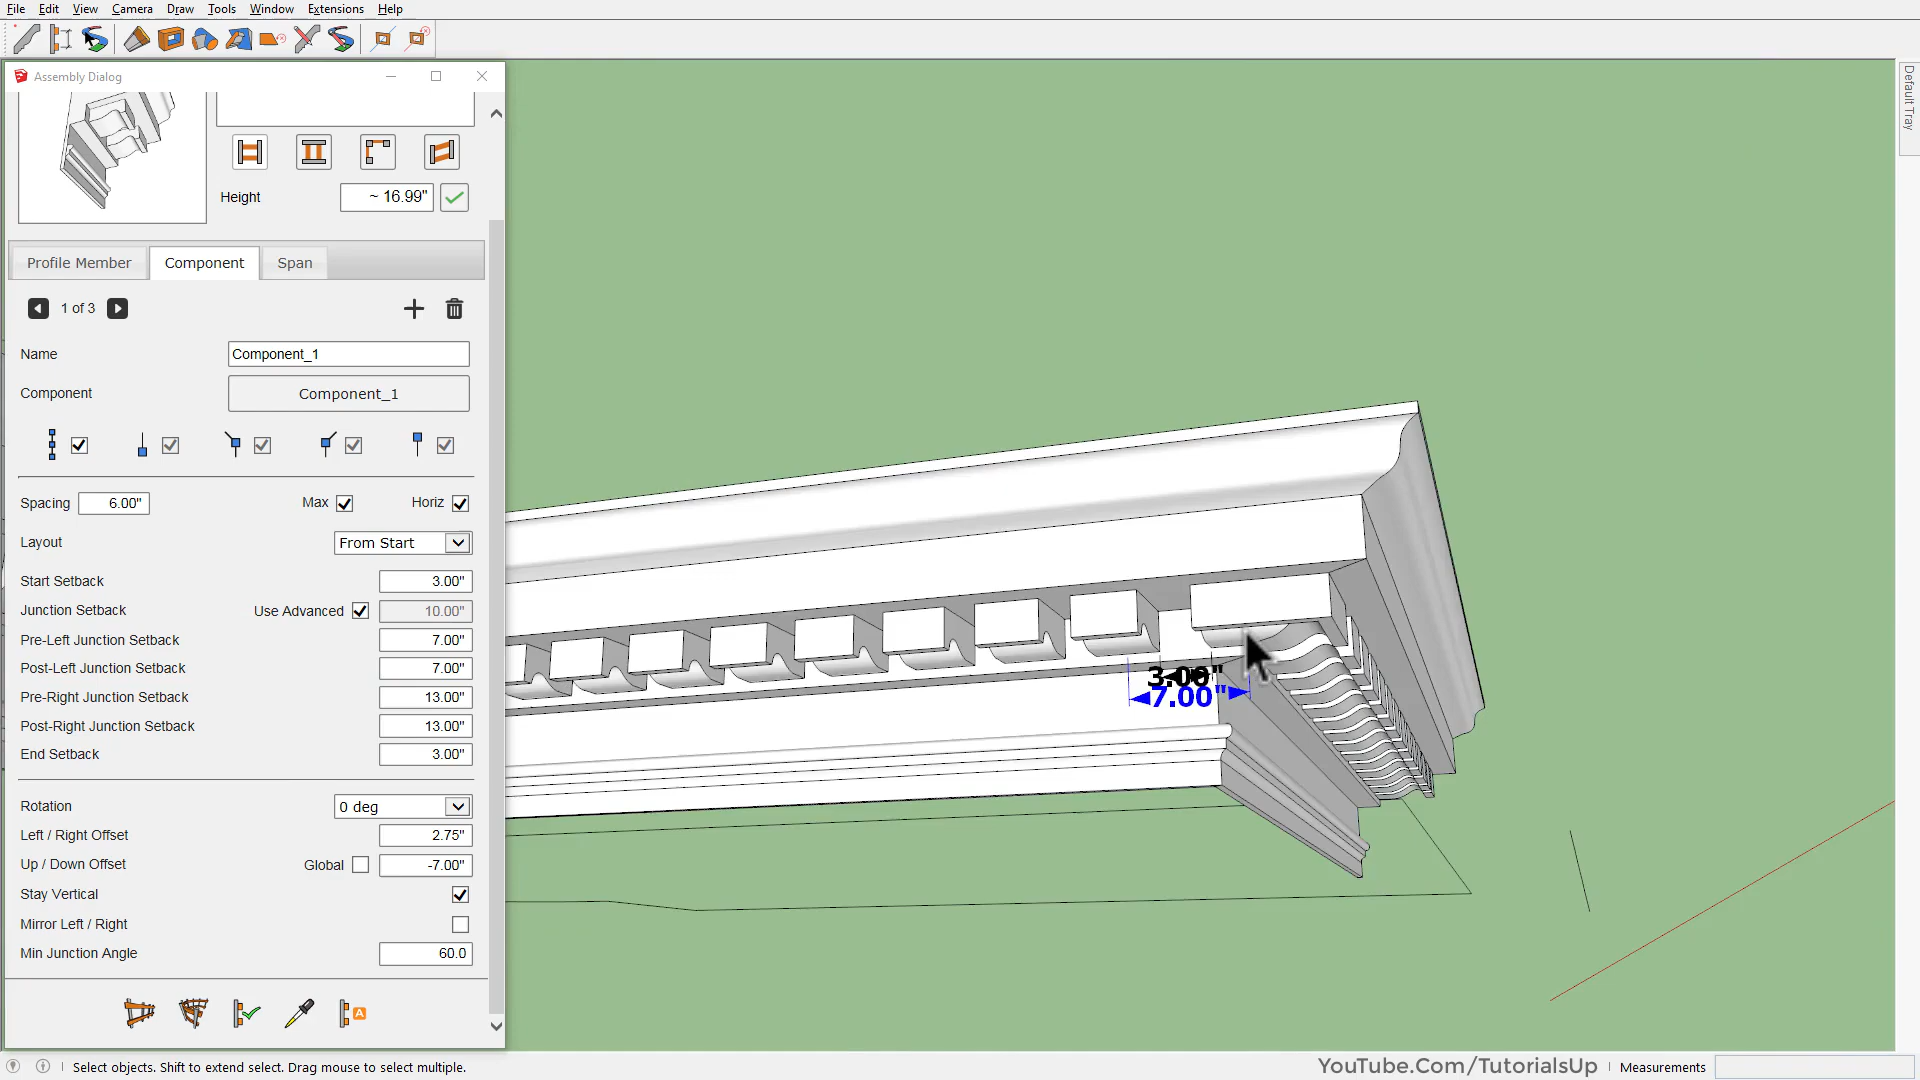 File Edit View Camera Draw Tools Window Extensions Help
Assembly Dialog
Default Tray
Height ~ 16.99"
Profile Member Component Span
1 of 3
Name Component_1
Component Component_1
Spacing 6.00" Max Horiz
Layout From Start
Start Setback 3.00"
Junction Setback Use Advanced 10.00"
Pre-Left Junction Setback 7.00"
Post-Left Junction Setback 7.00"
Pre-Right Junction Setback 13.00"
Post-Right Junction Setback 13.00"
End Setback 3.00"
Rotation 0 deg
Left / Right Offset 2.75"
Up / Down Offset Global -7.00"
Stay Vertical
Mirror Left / Right
Min Junction Angle 60.0
A
3.00"
7.00"
Select objects. Shift to extend select. Drag mouse to select multiple.
YouTube.Com/TutorialsUp
Measurements